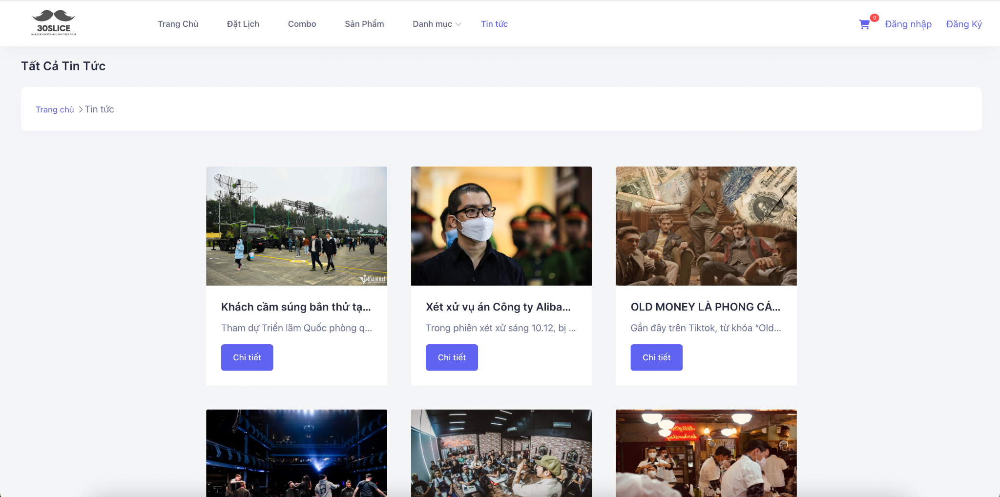 30SLICE
BARBER SHOP ĐẦU HÀNG VIỆT NAM
Trang Chủ
Đặt Lịch
Combo
Sản Phẩm
Danh mục
Tin tức
0
Đăng nhập
Đăng Ký
Tất Cả Tin Tức
Trang chủ
Tin tức
Vietnamnet
Khách cầm súng bắn thử tạ...
Tham dự Triển lãm Quốc phòng q...
Chi tiết
Xét xử vụ án Công ty Aliba...
Trong phiên xét xử sáng 10.12, bị ...
Chi tiết
OLD MONEY LÀ PHONG CÁ...
Gần đây trên Tiktok, từ khóa “Old...
Chi tiết